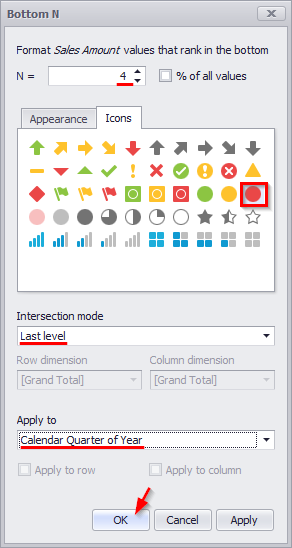 Bottom N
Format Sales Amount values that rank in the bottom
N = 4 % of all values
Appearance Icons
Intersection mode
Last level
Row dimension Column dimension
[Grand Total] [Grand Total]
Apply to
Calendar Quarter of Year
Apply to row Apply to column
OK Cancel Apply